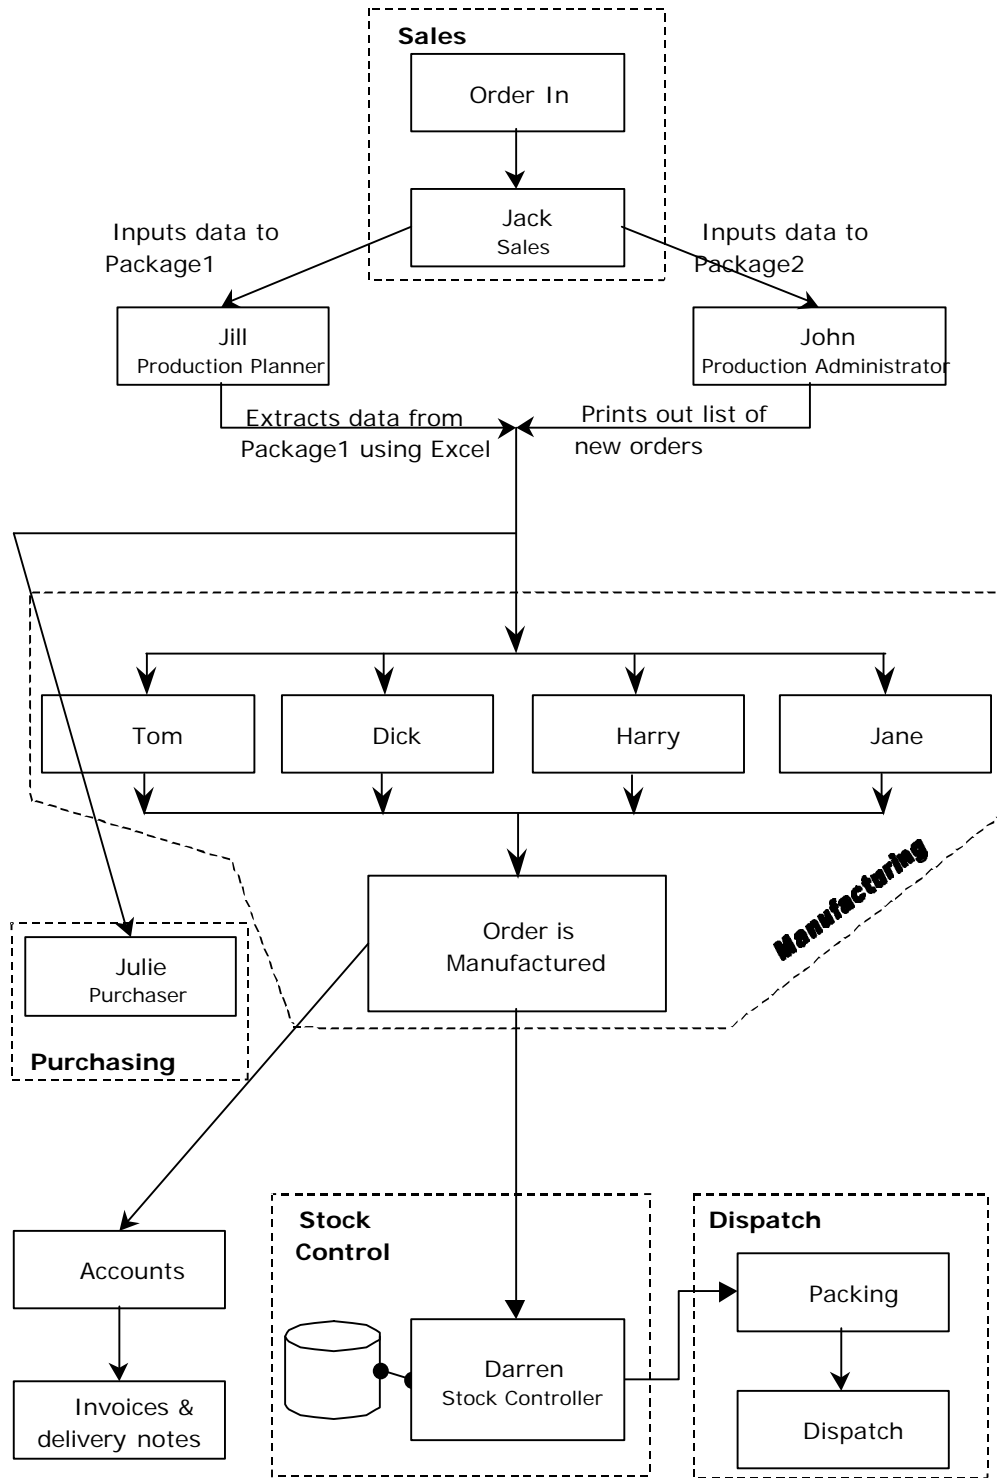 Sales
Order In
Jack
Sales
Inputs data to
Package1
Inputs data to
Package2
Jill
Production Planner
John
Production Administrator
Extracts data from
Package1 using Excel
Prints out list of
new orders
Tom
Dick
Harry
Jane
Manufacturing
Order is
Manufactured
Julie
Purchaser
Purchasing
Accounts
Invoices &
delivery notes
Stock
Control
Darren
Stock Controller
Dispatch
Packing
Dispatch